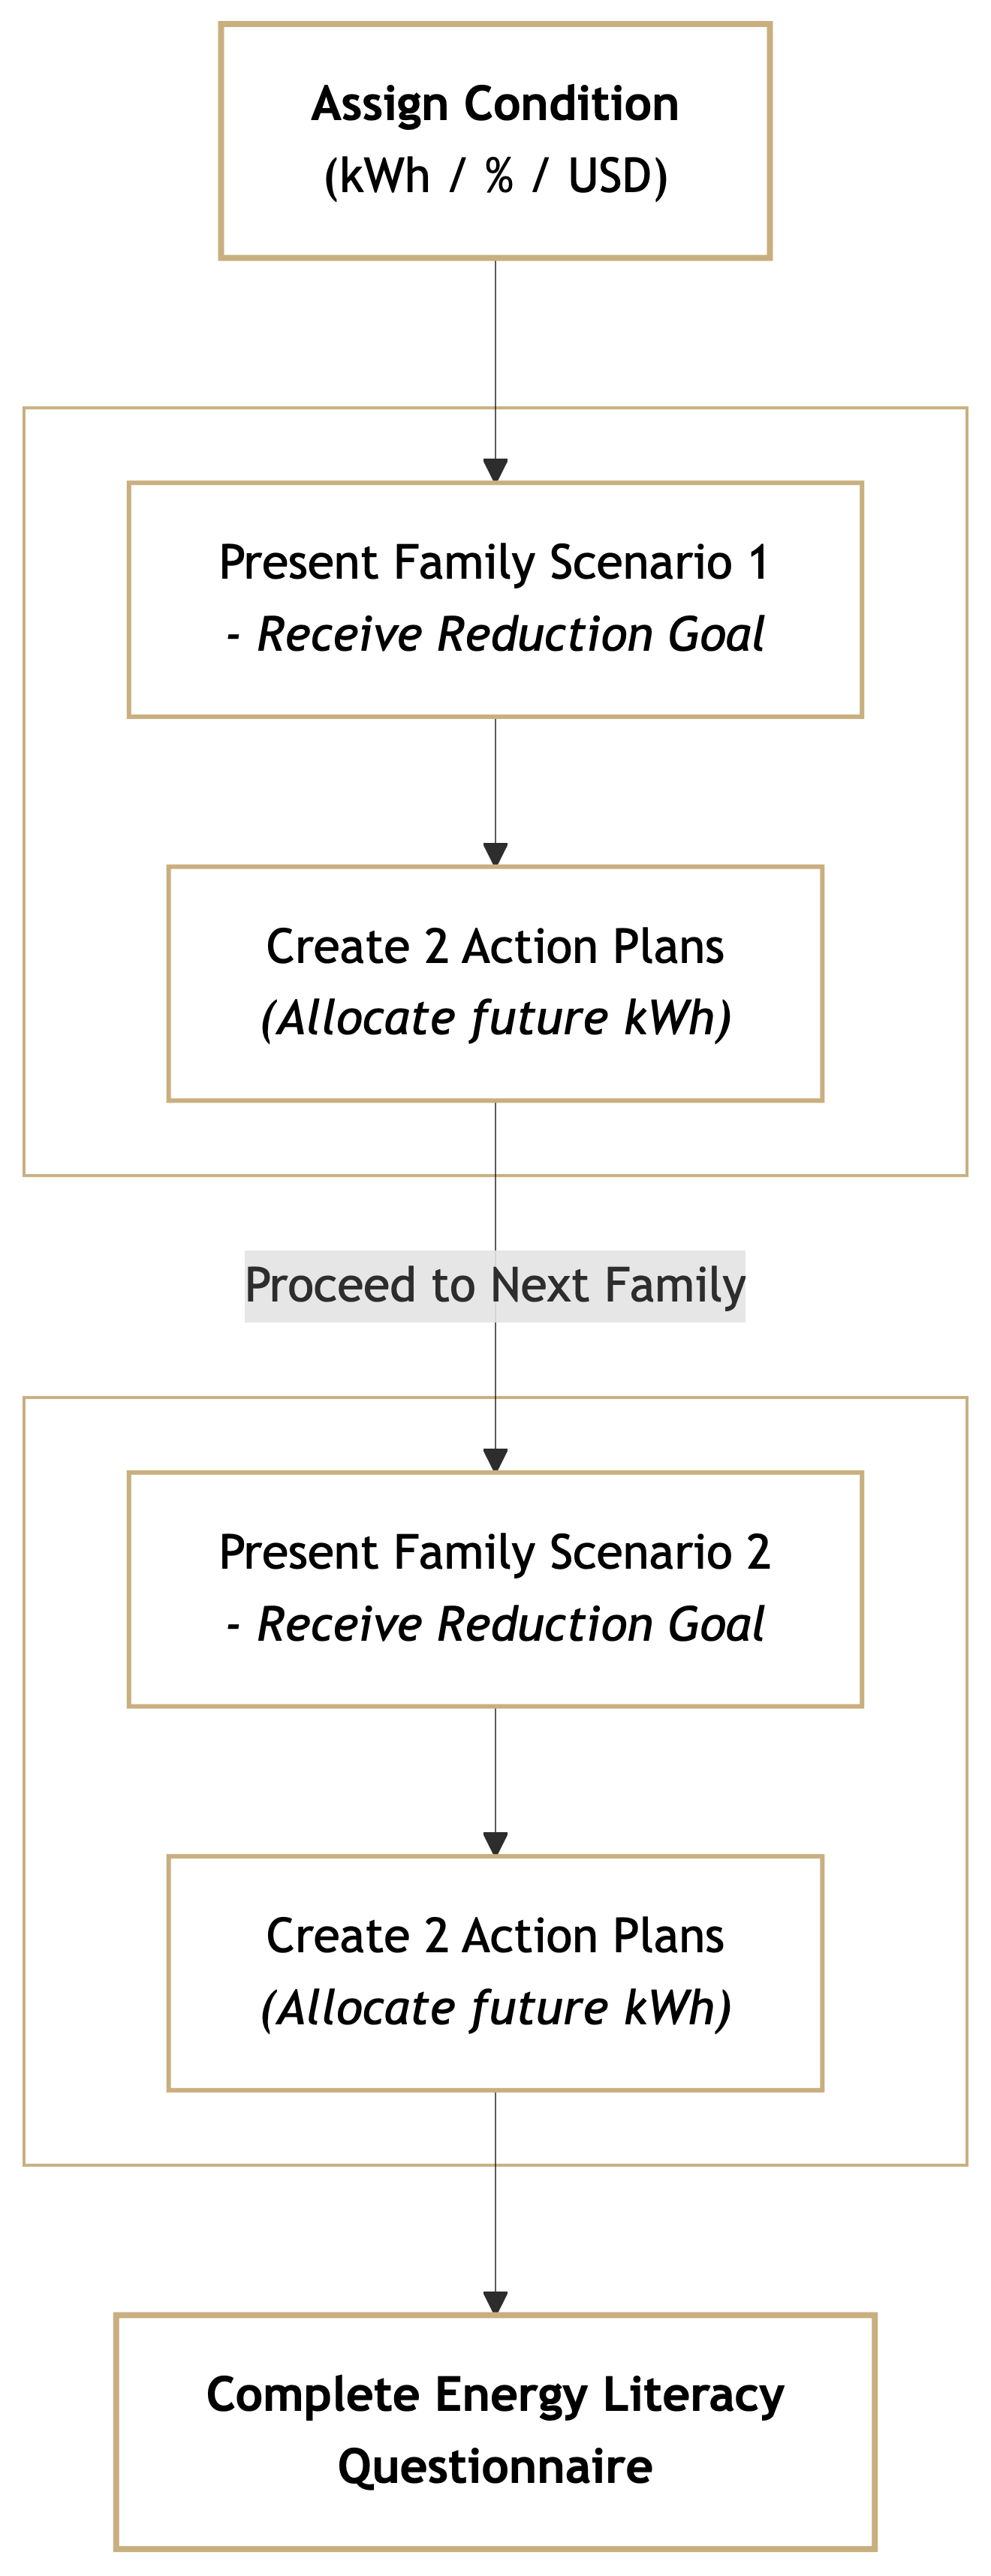 Assign Condition
(kWh / % / USD)
Present Family Scenario 1
- Receive Reduction Goal
Create 2 Action Plans
(Allocate future kWh)
Proceed to Next Family
Present Family Scenario 2
- Receive Reduction Goal
Create 2 Action Plans
(Allocate future kWh)
Complete Energy Literacy
Questionnaire